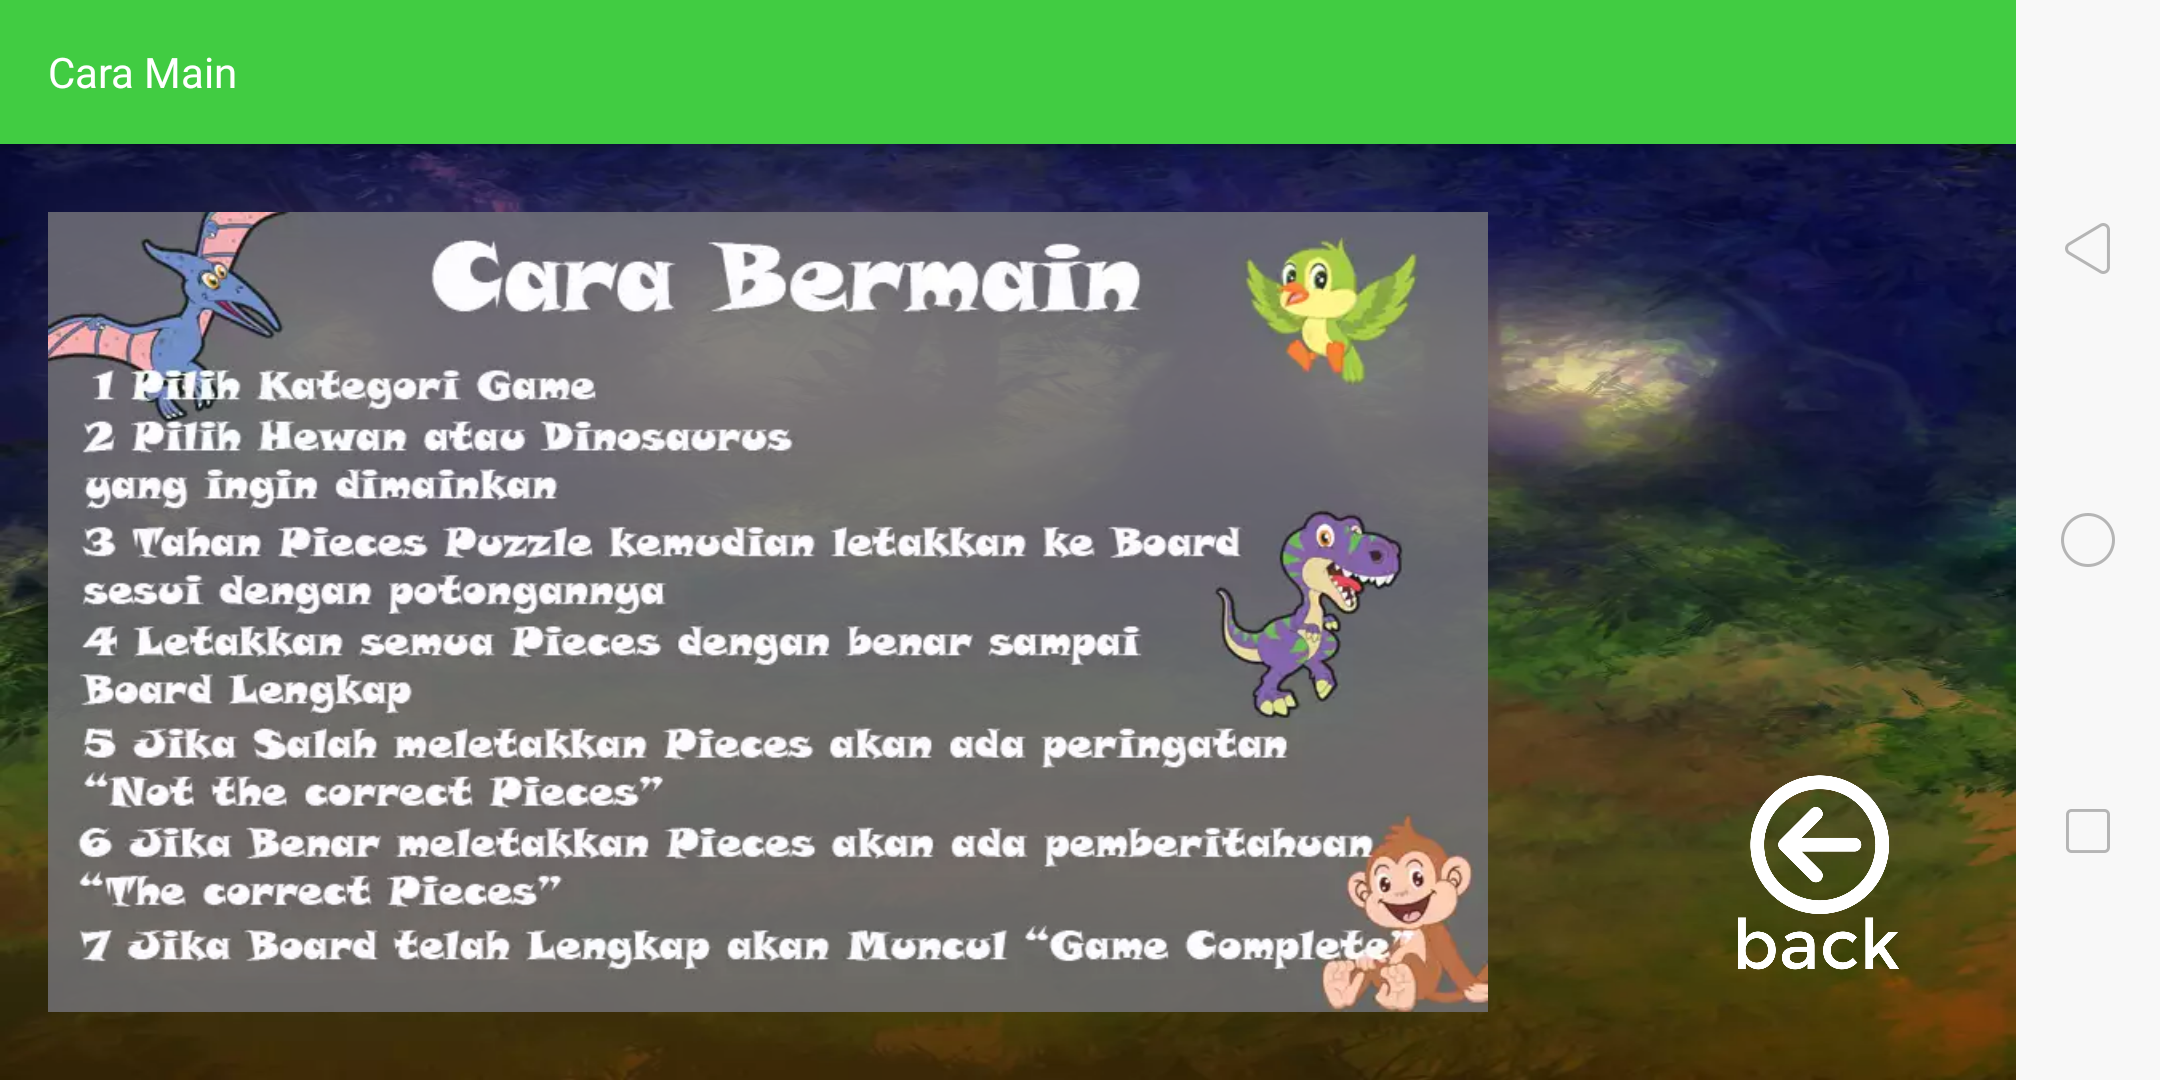 Cara Main
Cara Bermain
1 Pilih Kategori Game
2 Pilih Hewan atau Dinosaurus
yang ingin dimainkan
3 Tahan Pieces Puzzle kemudian letakkan ke Board
sesui dengan potongannya
4 Letakkan semua Pieces dengan benar sampai
Board Lengkap
5 Jika Salah meletakkan Pieces akan ada peringatan
“Not the correct Pieces”
6 Jika Benar meletakkan Pieces akan ada pemberitahuan
“The correct Pieces”
7 Jika Board telah Lengkap akan Muncul “Game Complete”
back